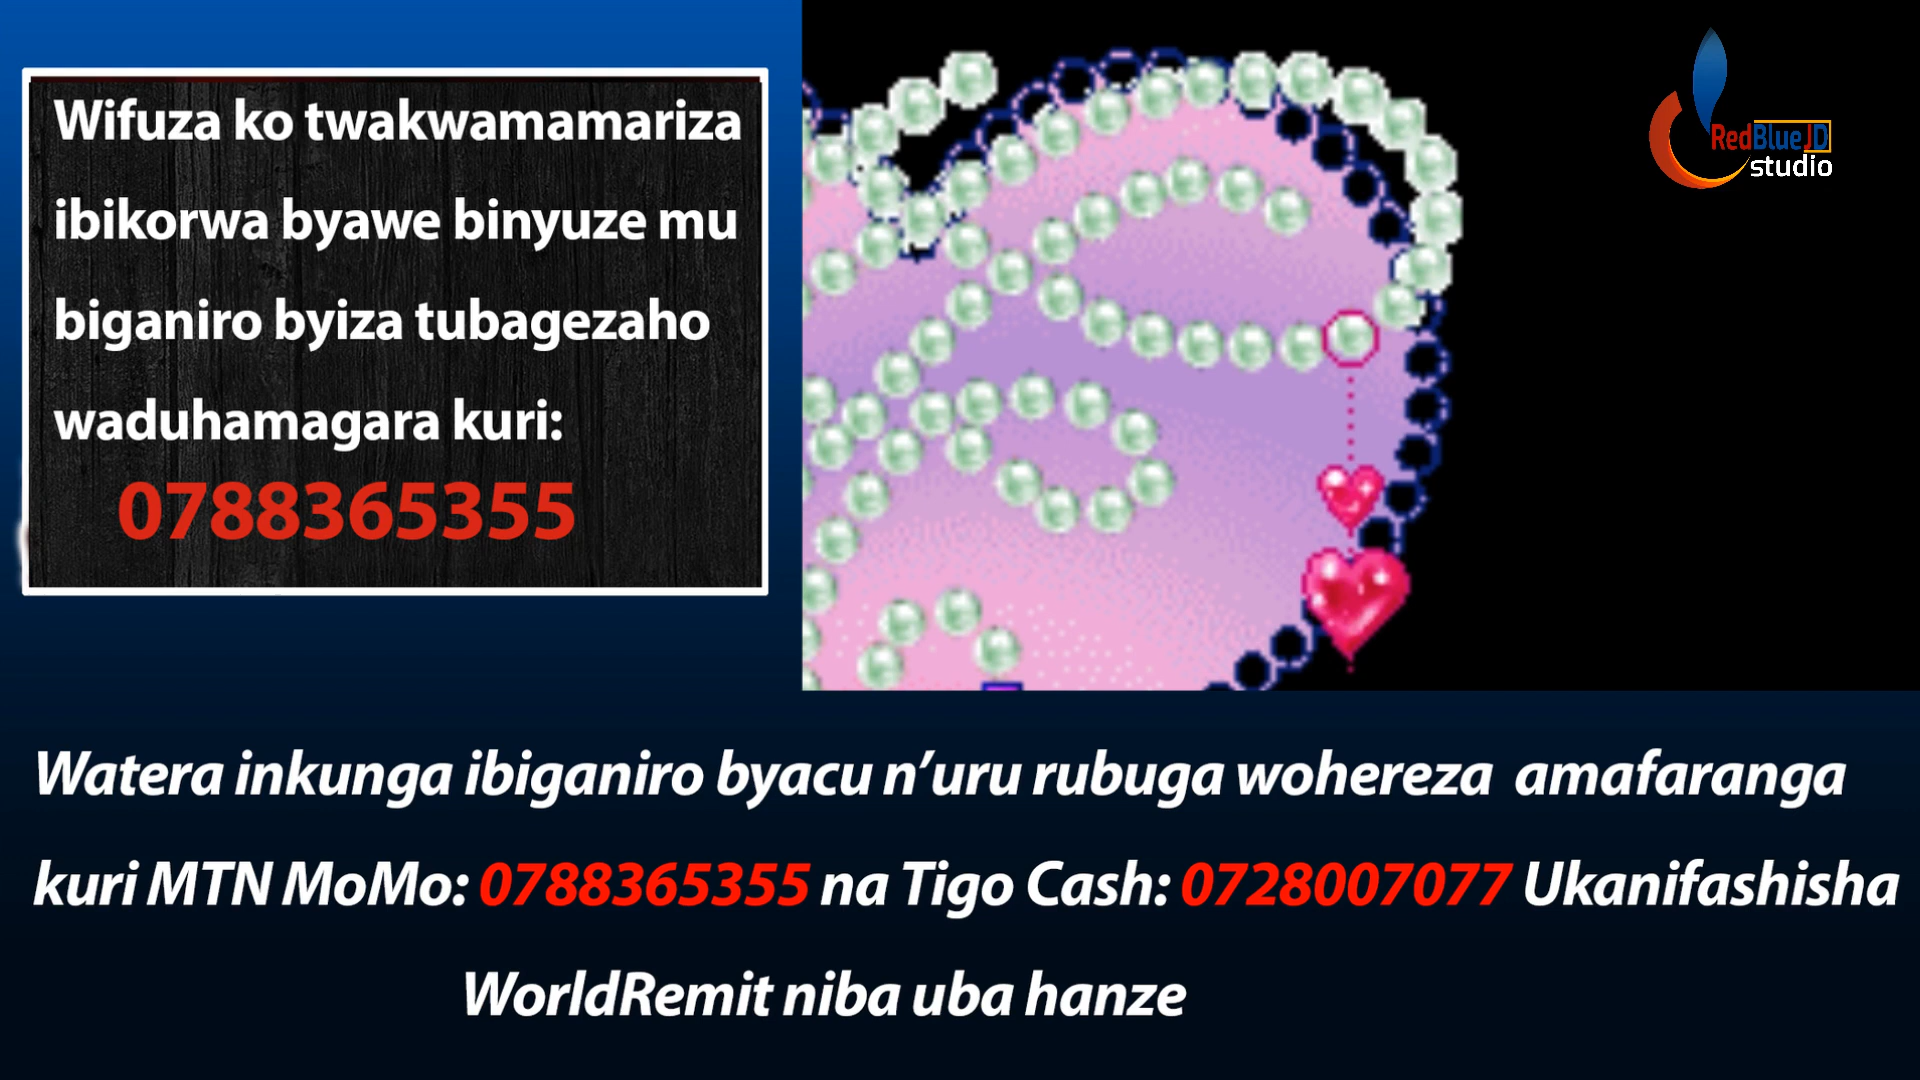 Wifuza ko twakwamamariza
ibikorwa byawe binyuze mu
biganiro byiza tubagezaho
waduhamagara kuri:
0788365355
RedBlueJD
studio
Watera inkunga ibiganiro byacu n’uru rubuga wohereza amafaranga
kuri MTN MoMo: 0788365355 na Tigo Cash: 0728007077 Ukanifashisha
WorldRemit niba uba hanze